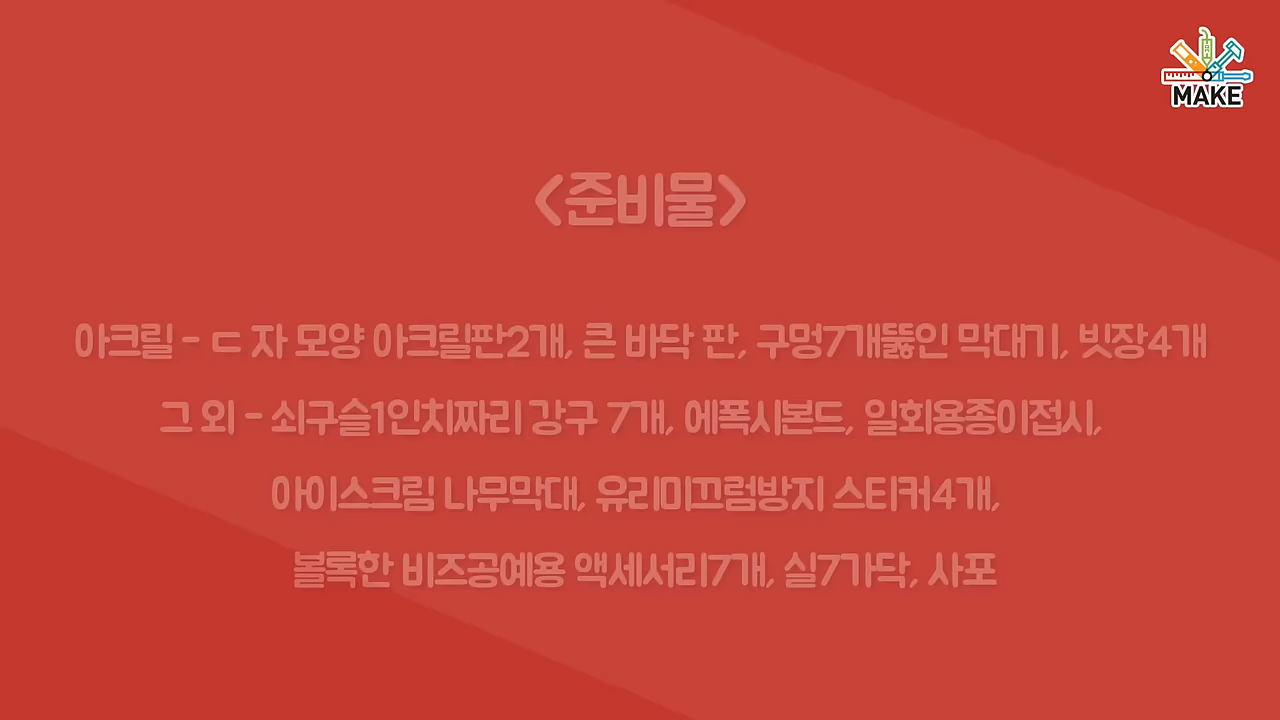 MAKE
<준비물>
아크릴 - ㄷ 자 모양 아크릴판2개, 큰 바닥 판, 구멍7개뚫인 막대기, 빗장4개
그 외 - 쇠구슬1인치짜리 강구 7개, 에폭시본드, 일회용종이접시,
아이스크림 나무막대, 유리미끄럼방지 스티커4개,
볼록한 비즈공예용 액세서리7개, 실7가닥, 사포